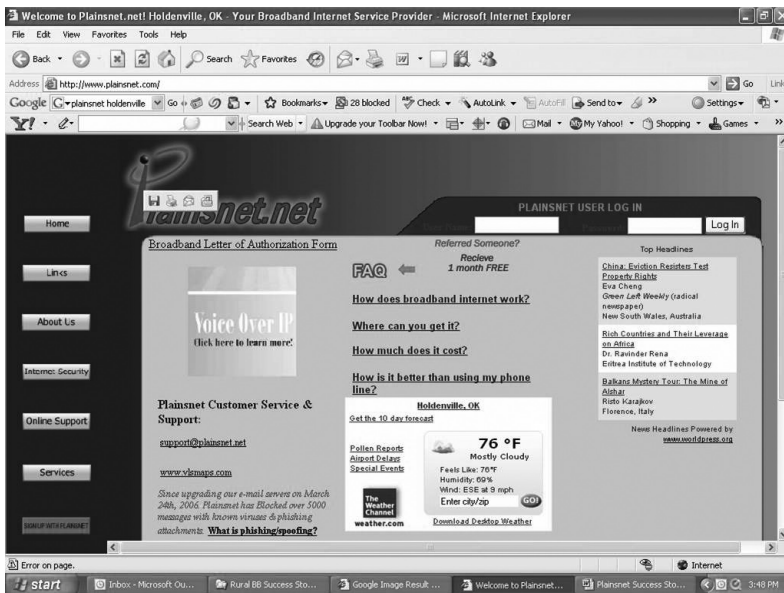 Welcome to Plainsnet.net! Holdenville, OK - Your Broadband Internet Service Provider - Microsoft Internet Explorer
File Edit View Favorites Tools Help
Back Search Favorites
Address http://www.plainsnet.com/ Go Link
Google plainsnet holdenville Go Bookmarks 28 blocked Check AutoLink AutoFill Send to Settings
Y! Search Web Upgrade your Toolbar Now! Mail My Yahoo! Shopping Games
Plainsnet.net
PLAINSNET USER LOG IN
Log In
Home
Links
About Us
Internet Security
Online Support
Services
SIGNUP WITH PLAINSNET
Broadband Letter of Authorization Form
Voice Over IP
Click here to learn more!
Plainsnet Customer Service &
Support:
support@plainsnet.net
www.vlsmaps.com
Since upgrading our e-mail servers on March
24th, 2006, Plainsnet has Blocked over 5000
messages with known viruses & phishing
attachments. What is phishing/spoofing?
Referred Someone?
Recieve
1 month FREE
FAQ
How does broadband internet work?
Where can you get it?
How much does it cost?
How is it better than using my phone
line?
Holdenville, OK
Get the 10 day forecast
Pollen Reports
Airport Delays
Special Events
The
Weather
Channel
weather.com
76 °F
Mostly Cloudy
Feels Like: 76°F
Humidity: 69%
Wind: ESE at 9 mph
Enter city/zip GO!
Download Desktop Weather
Top Headlines
China: Eviction Resisters Test
Property Rights
Eva Cheng
Green Left Weekly (radical
newspaper)
New South Wales, Australia
Rich Countries and Their Leverage
on Africa
Dr. Ravinder Rena
Eritrea Institute of Technology
Balkans Mystery Tour: The Mine of
Alshar
Risto Karajkov
Florence, Italy
News Headlines Powered by
www.worldpress.org
Error on page. Internet
start Inbox - Microsoft Ou... Rural BB Success Sto... Google Image Result ... Welcome to Plainsnet... Plainsnet Success Sto... 3:48 PM